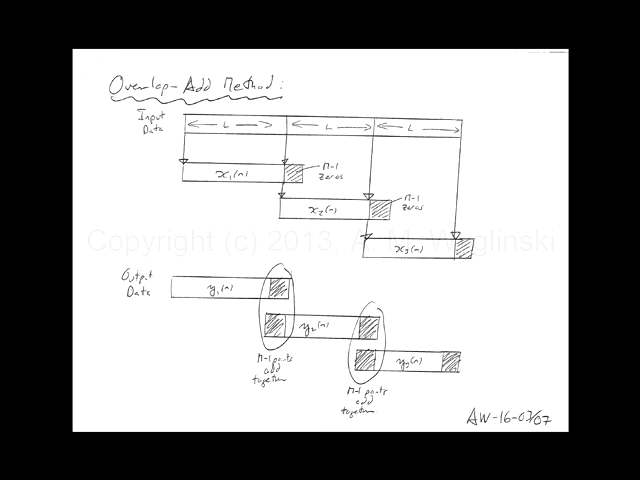 Overlap-Add Method:
Input
Data
L
L
L
x₁(n)
M-1
zeros
x₂(n)
M-1
zeros
x₃(n)
Copyright (c) 2013, A. M. Wyglinski
Output
Data
y₁(n)
y₂(n)
M-1 points
add
together
y₃(n)
M-1 points
add
together
AW-16-07/07